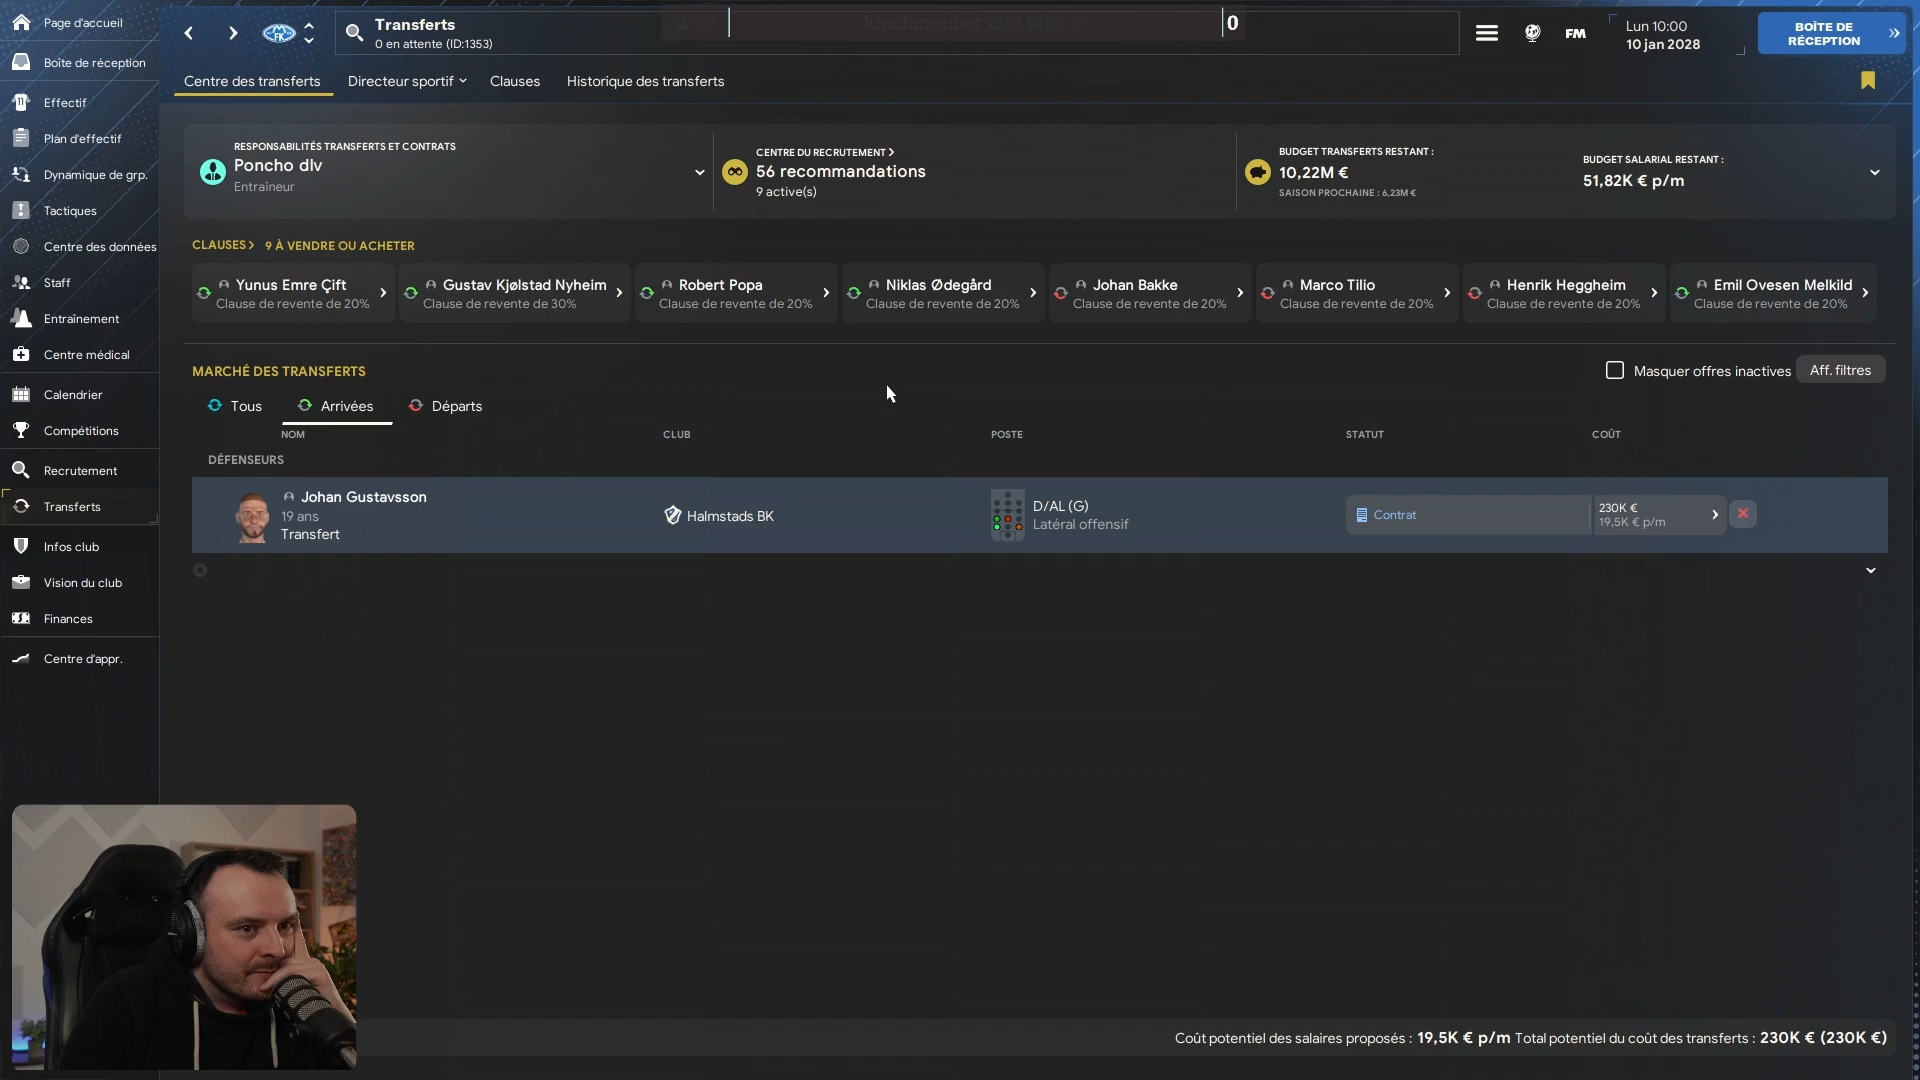 Page d'accueil
Boîte de réception
Effectif
Plan d'effectif
Dynamique de grp.
Tactiques
Centre des données
Staff
Entraînement
Centre médical
Calendrier
Compétitions
Recrutement
Transferts
Infos club
Vision du club
Finances
Centre d'appr.
FK
Transferts
0 en attente (ID:1353)
khadanounet 200 Bits
0
FM
Lun 10:00
10 jan 2028
BOÎTE DE
RÉCEPTION
Centre des transferts
Directeur sportif
Clauses
Historique des transferts
RESPONSABILITÉS TRANSFERTS ET CONTRATS
Poncho dlv
Entraîneur
CENTRE DU RECRUTEMENT >
56 recommandations
9 active(s)
BUDGET TRANSFERTS RESTANT :
10,22M €
SAISON PROCHAINE : 6,23M €
BUDGET SALARIAL RESTANT :
51,82K € p/m
CLAUSES > 9 À VENDRE OU ACHETER
Yunus Emre Çift
Clause de revente de 20%
Gustav Kjølstad Nyheim
Clause de revente de 30%
Robert Popa
Clause de revente de 20%
Niklas Ødegård
Clause de revente de 20%
Johan Bakke
Clause de revente de 20%
Marco Tilio
Clause de revente de 20%
Henrik Heggheim
Clause de revente de 20%
Emil Ovesen Melkild
Clause de revente de 20%
MARCHÉ DES TRANSFERTS
Masquer offres inactives
Aff. filtres
Tous
Arrivées
Départs
NOM CLUB POSTE STATUT COÛT
DÉFENSEURS
Johan Gustavsson
19 ans
Transfert
Halmstads BK
D/AL (G)
Latéral offensif
Contrat
230K €
19,5K € p/m
Coût potentiel des salaires proposés : 19,5K € p/m Total potentiel du coût des transferts : 230K € (230K €)